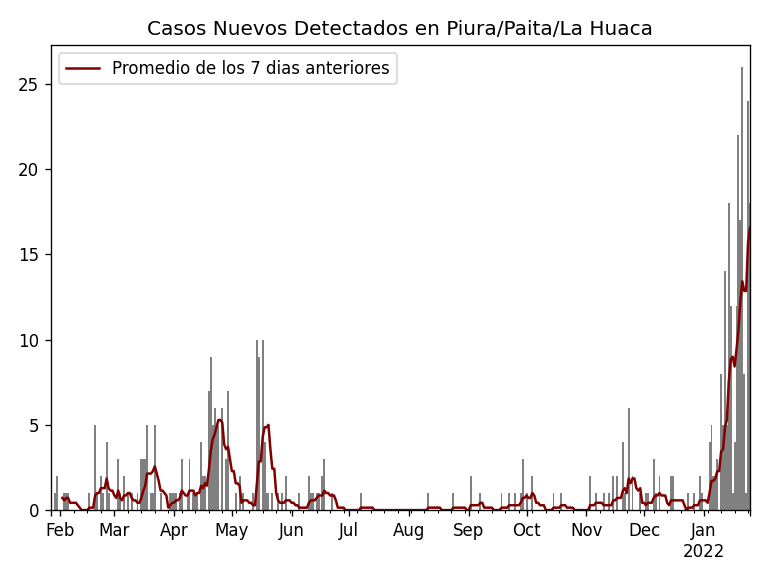 Casos Nuevos Detectados en Piura/Paita/La Huaca
Promedio de los 7 dias anteriores
25
20
15
10
5
0
Feb Mar Apr May Jun Jul Aug Sep Oct Nov Dec Jan
2022